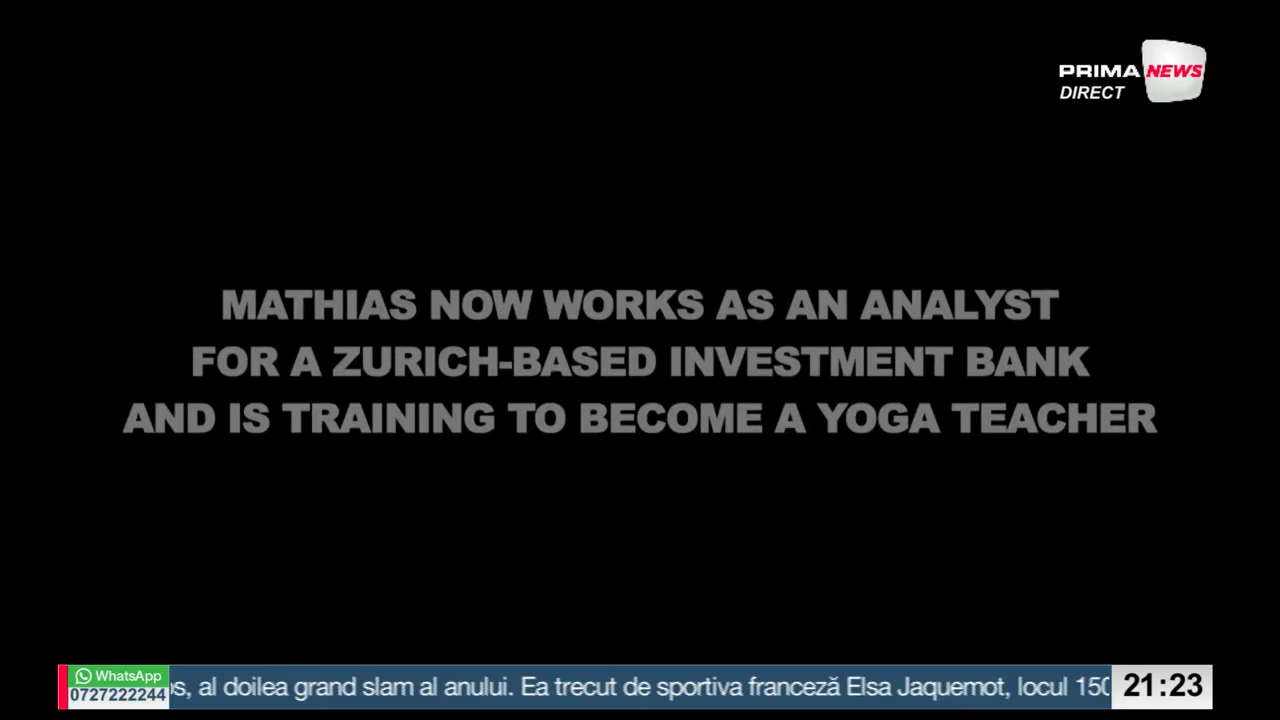 PRIMA NEWS
DIRECT
MATHIAS NOW WORKS AS AN ANALYST
FOR A ZURICH-BASED INVESTMENT BANK
AND IS TRAINING TO BECOME A YOGA TEACHER
WhatsApp
0727222244
al doilea grand slam al anului. Ea trecut de sportiva franceză Elsa Jaquemot, locul 150
21:23